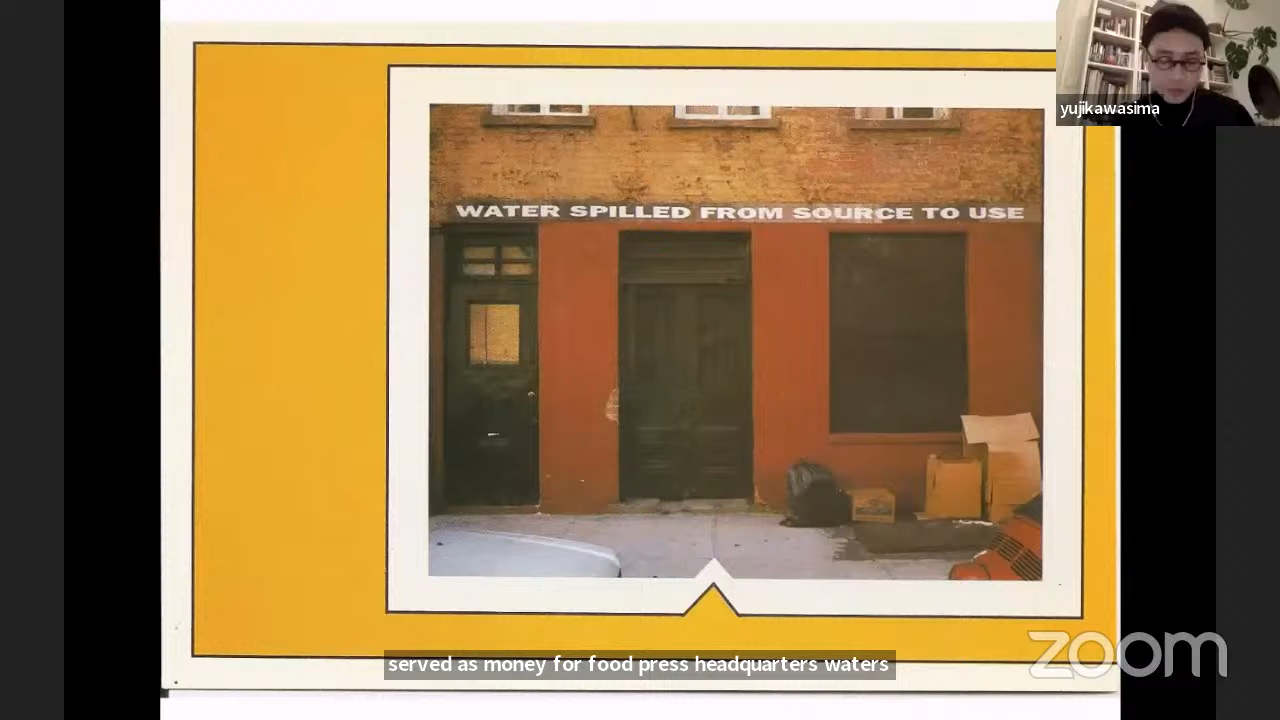 yujikawasima
WATER SPILLED FROM SOURCE TO USE
zoom
served as money for food press headquarters waters